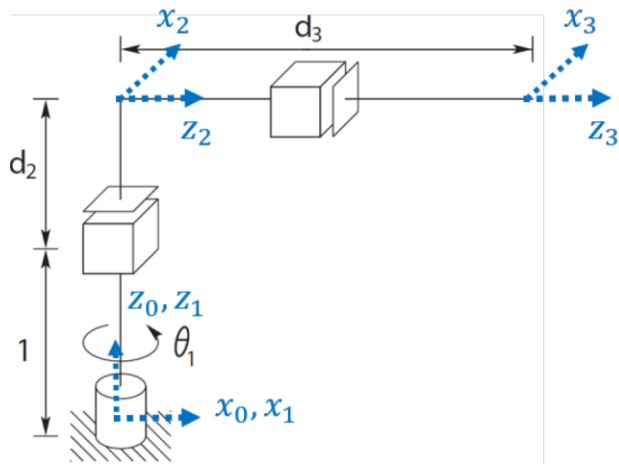 x₂
d₃
x₃
z₂
z₃
d₂
z₀, z₁
θ₁
1
x₀, x₁